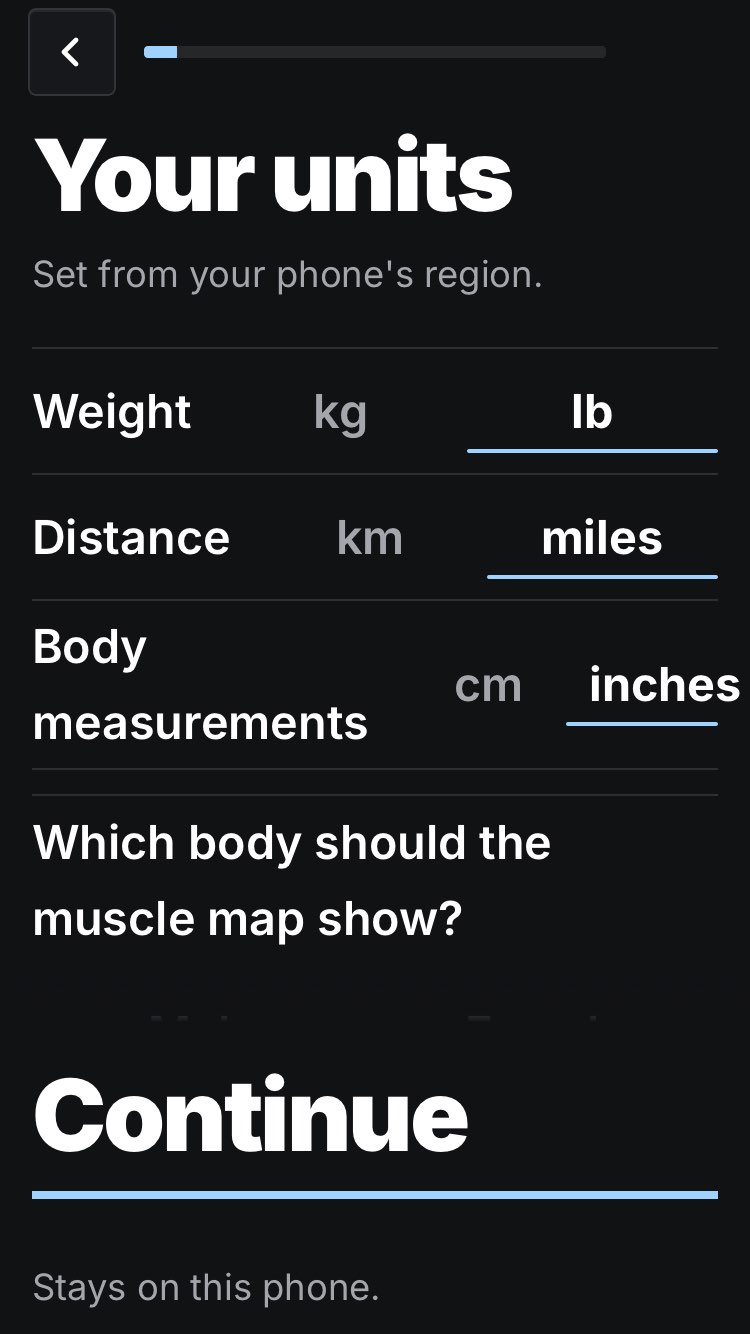 Your units
Set from your phone's region.
Weight kg lb
Distance km miles
Body
measurements cm inches
Which body should the
muscle map show?
Continue
Stays on this phone.